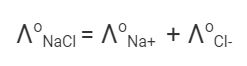 Λ°NaCl = Λ°Na+ + Λ°Cl-